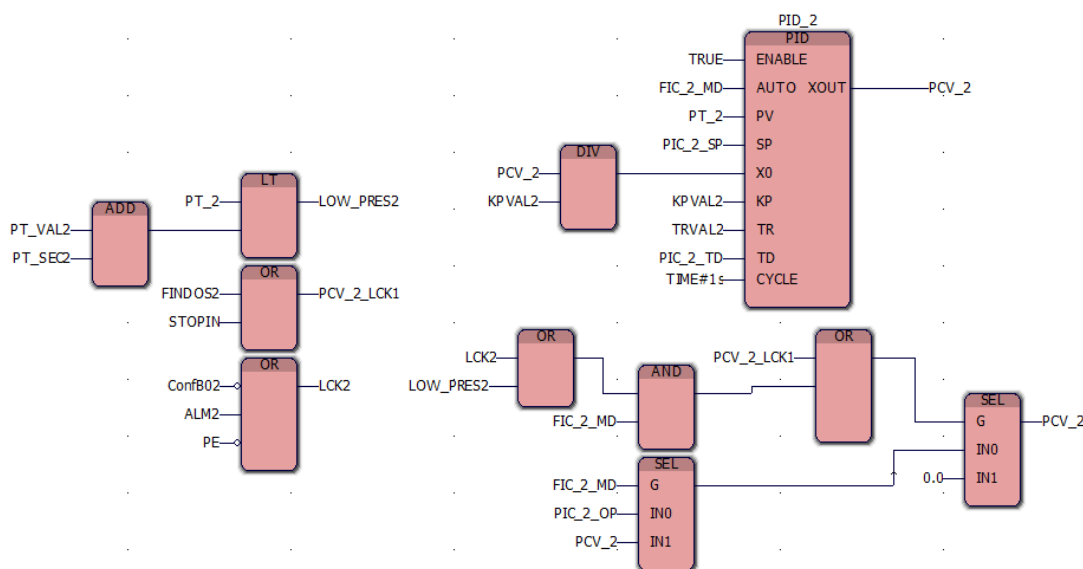 PID_2
PID
TRUE ENABLE
FIC_2_MD AUTO XOUT PCV_2
PT_2 PV
PIC_2_SP SP
DIV
PCV_2 X0
KPVAL2 KPVAL2 KP
TRVAL2 TR
PIC_2_TD TD
TIME#1s CYCLE
LT
PT_2 LOW_PRES2
ADD
PT_VAL2
PT_SEC2
OR
FINDOS2 PCV_2_LCK1
STOPIN
OR
ConfB02 LCK2
ALM2
PE
OR
LCK2
LOW_PRES2
AND
FIC_2_MD
OR
PCV_2_LCK1
SEL
G PCV_2
IN0
0.0 IN1
SEL
FIC_2_MD G
PIC_2_OP IN0
PCV_2 IN1